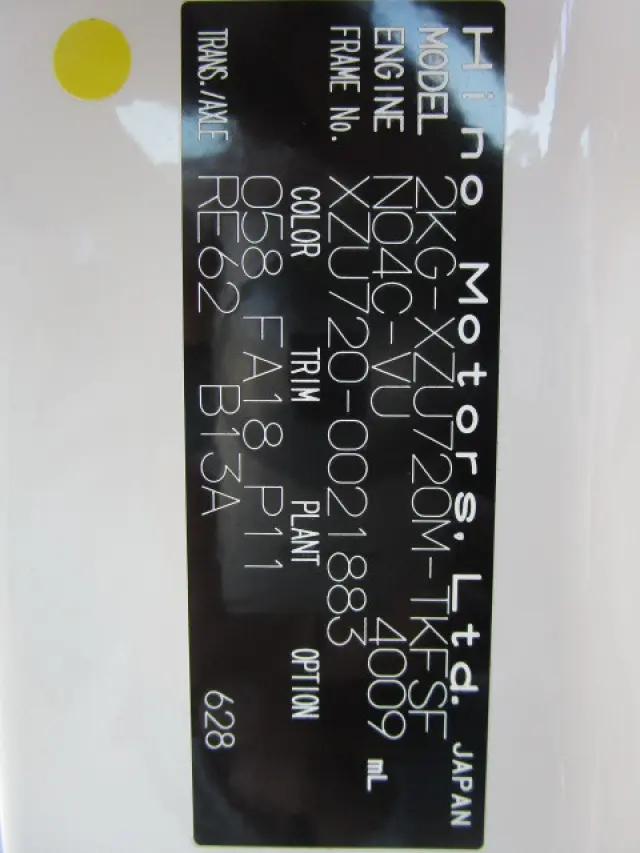 Hino Motors, Ltd. JAPAN
MODEL 2KG-XZU720M-TKFSF
ENGINE N04C-VU 4009 mL
FRAME No. XZU720-0021883
COLOR TRIM PLANT OPTION
058 FA18 P11
TRANS./AXLE RE62 B13A 628